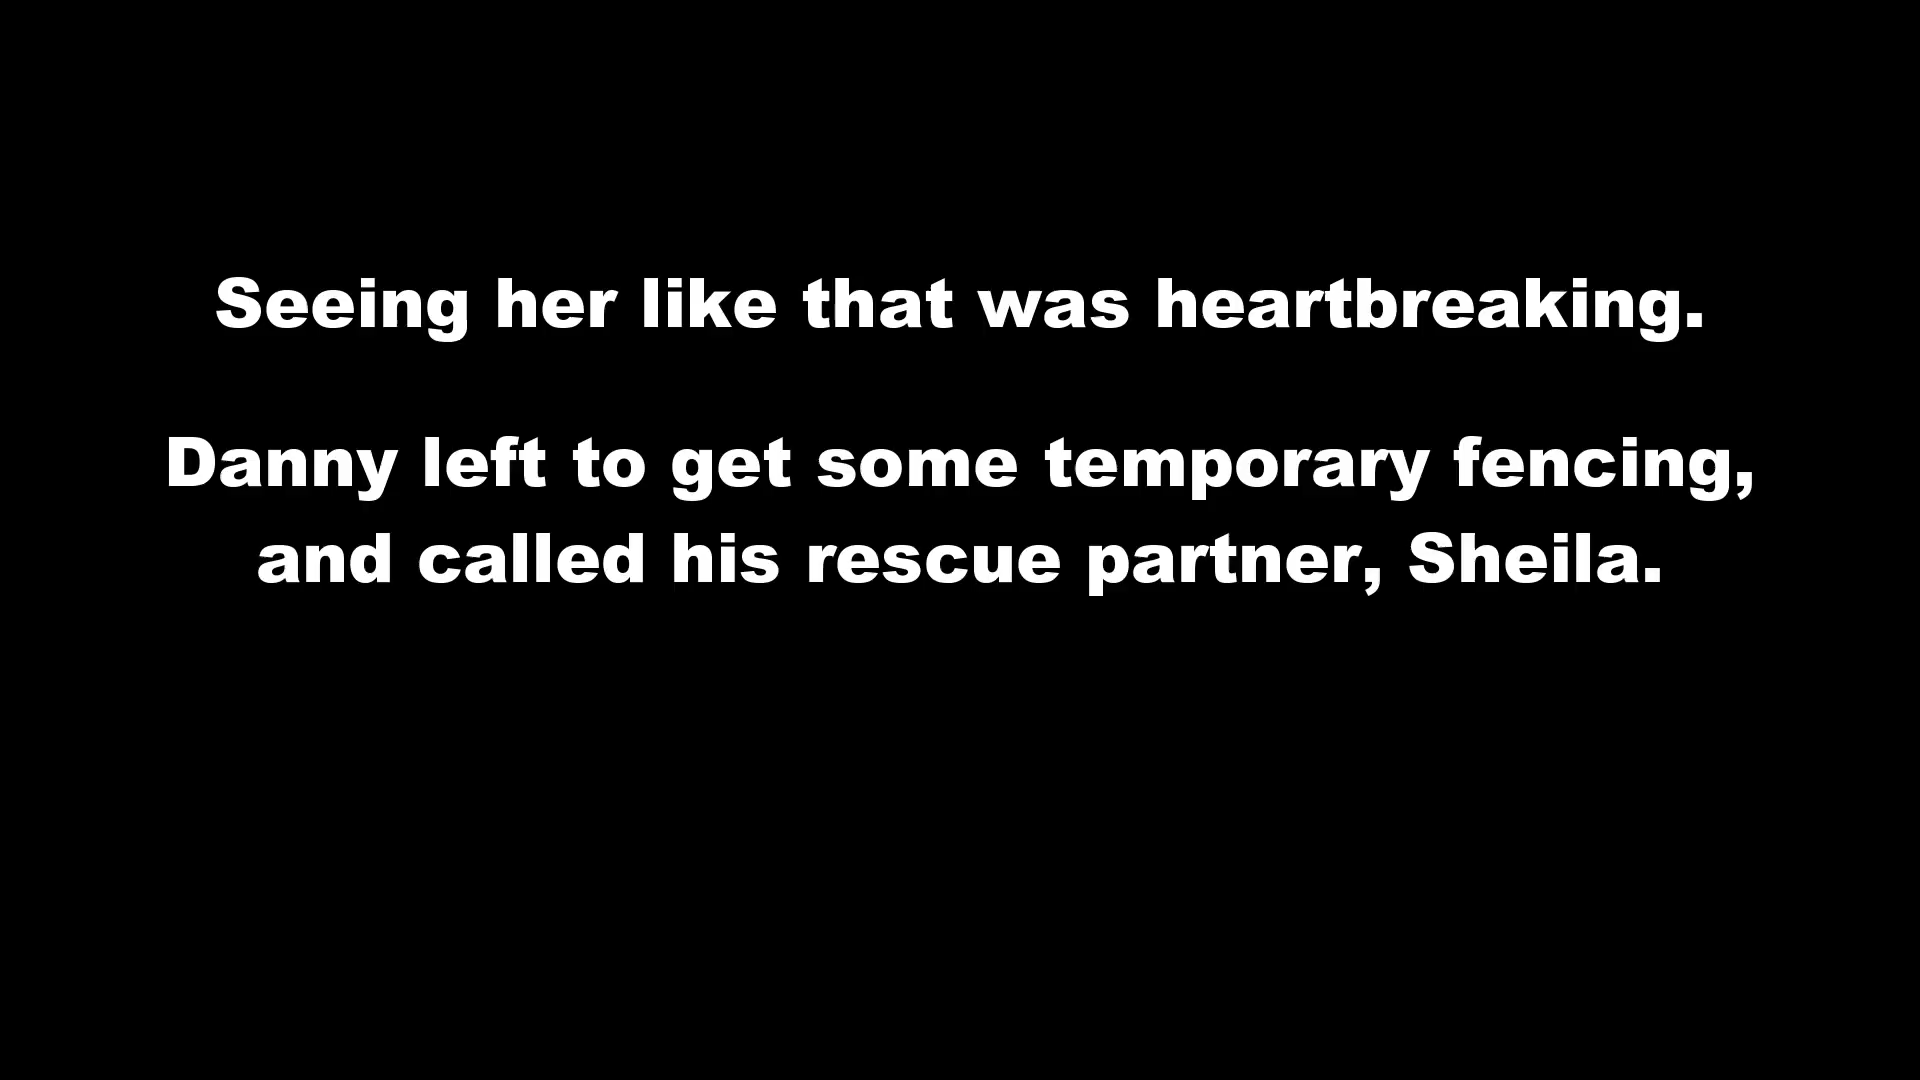 Seeing her like that was heartbreaking.
Danny left to get some temporary fencing,
and called his rescue partner, Sheila.